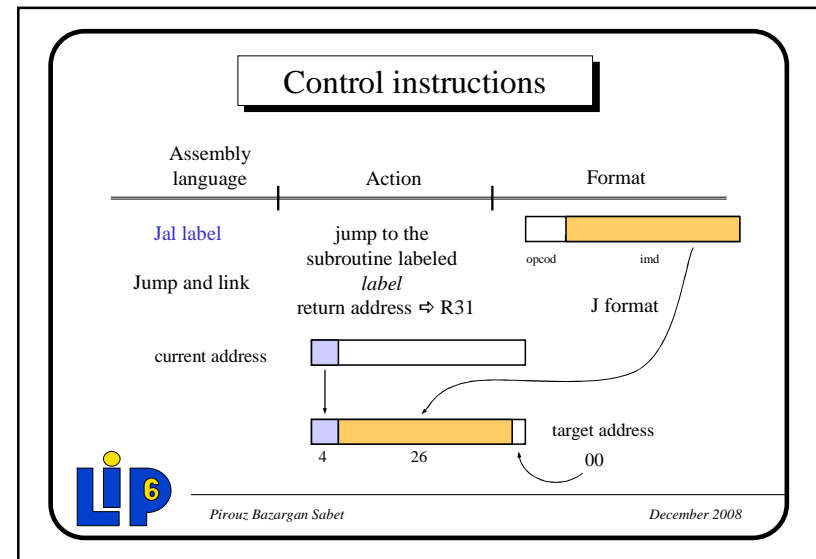 Control instructions
Assembly
language
Action
Format
Jal label
Jump and link
jump to the
subroutine labeled
label
return address ⇨ R31
opcod
imd
J format
current address
target address
4
26
00
LiP6
Pirouz Bazargan Sabet
December 2008